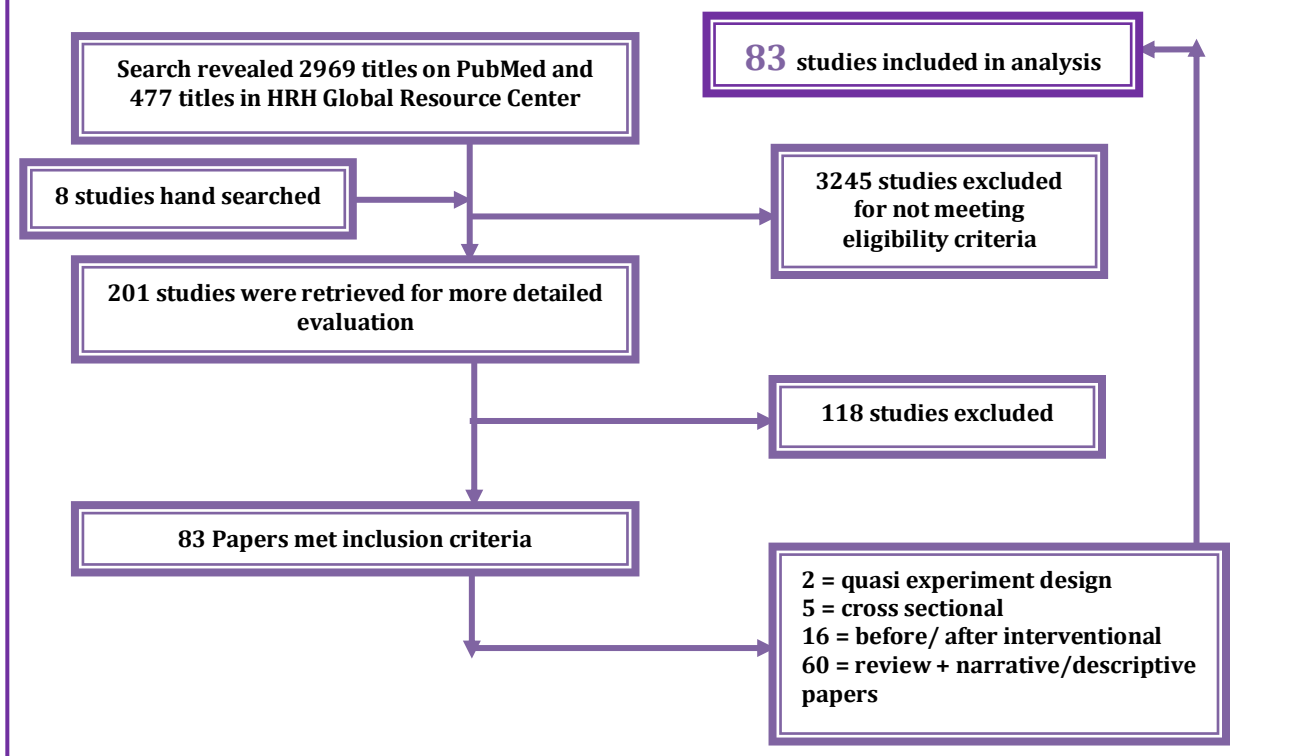 Search revealed 2969 titles on PubMed and
477 titles in HRH Global Resource Center
83 studies included in analysis
8 studies hand searched
3245 studies excluded
for not meeting
eligibility criteria
201 studies were retrieved for more detailed
evaluation
118 studies excluded
83 Papers met inclusion criteria
2 = quasi experiment design
5 = cross sectional
16 = before/ after interventional
60 = review + narrative/descriptive
papers